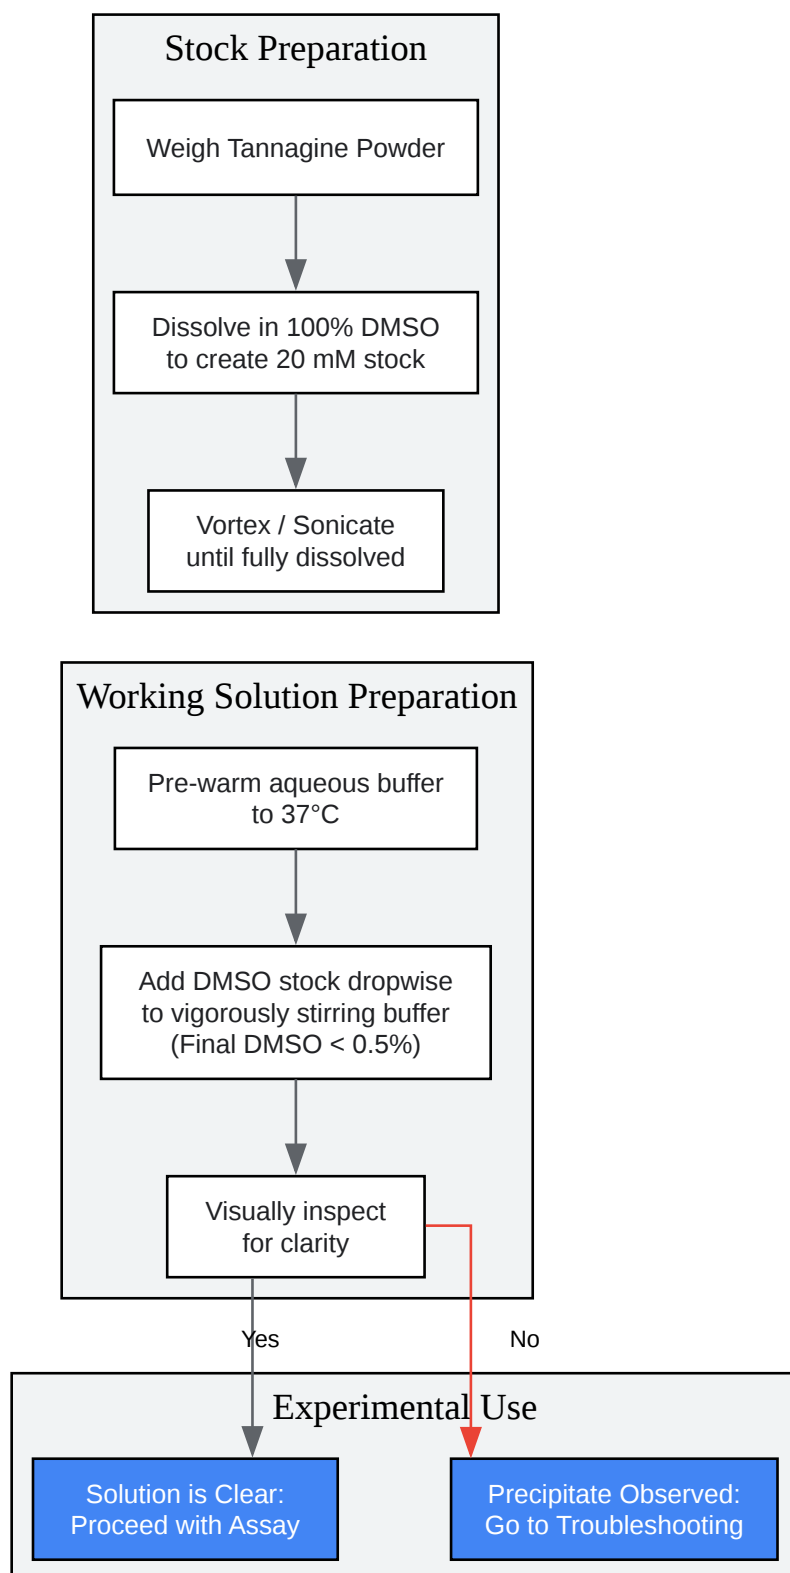 Stock Preparation
Weigh Tannagine Powder
Dissolve in 100% DMSO
to create 20 mM stock
Vortex / Sonicate
until fully dissolved
Working Solution Preparation
Pre-warm aqueous buffer
to 37°C
Add DMSO stock dropwise
to vigorously stirring buffer
(Final DMSO < 0.5%)
Visually inspect
for clarity
Yes
No
Experimental Use
Solution is Clear:
Proceed with Assay
Precipitate Observed:
Go to Troubleshooting